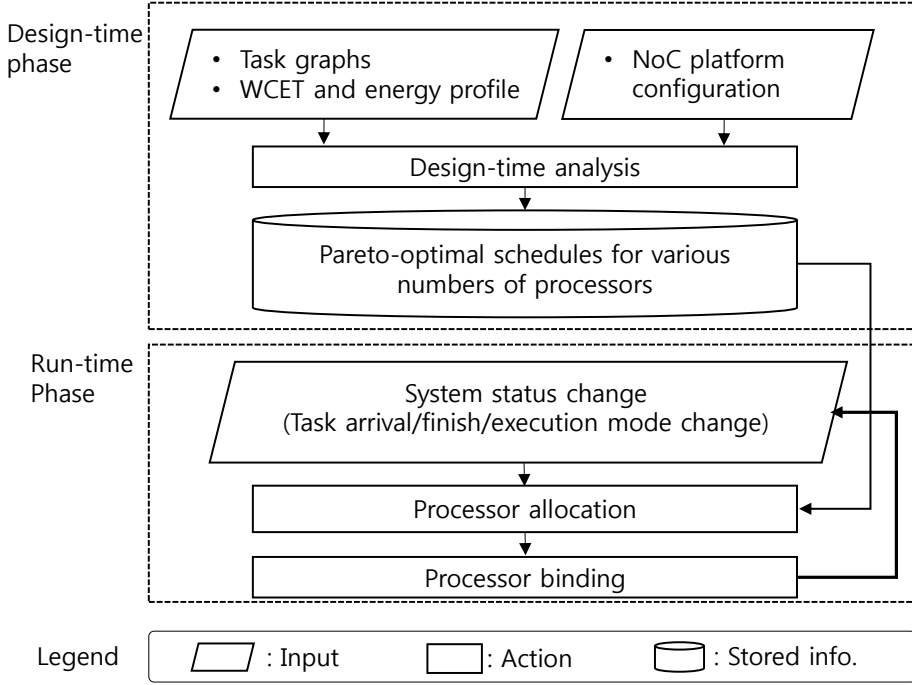 Design-time
phase
• Task graphs
• WCET and energy profile
• NoC platform
configuration
Design-time analysis
Pareto-optimal schedules for various
numbers of processors
Run-time
Phase
System status change
(Task arrival/finish/execution mode change)
Processor allocation
Processor binding
Legend
: Input
: Action
: Stored info.